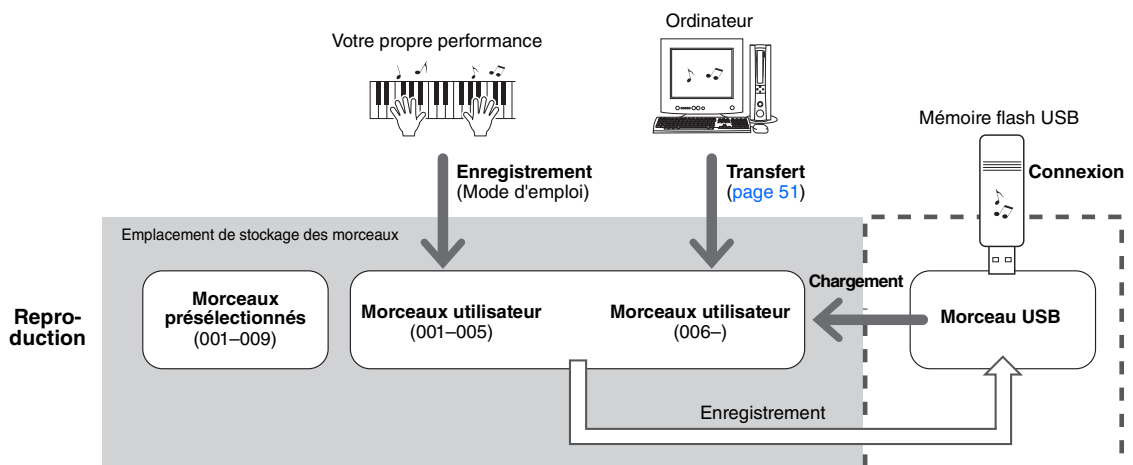 Ordinateur
Votre propre performance
Mémoire flash USB
Enregistrement
(Mode d'emploi)
Transfert
(page 51)
Connexion
Emplacement de stockage des morceaux
Chargement
Repro-
duction
Morceaux
présélectionnés
(001–009)
Morceaux utilisateur
(001–005)
Morceaux utilisateur
(006–)
Morceau USB
Enregistrement